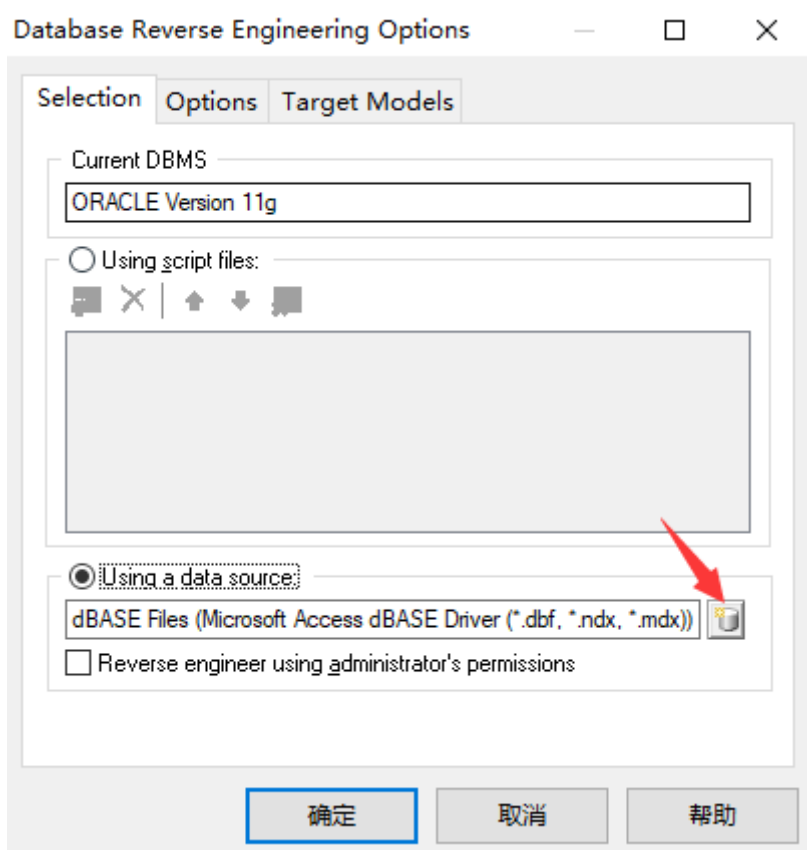 Database Reverse Engineering Options
Selection Options Target Models
Current DBMS
ORACLE Version 11g
Using script files:
Using a data source:
dBASE Files (Microsoft Access dBASE Driver (*.dbf, *.ndx, *.mdx))
Reverse engineer using administrator's permissions
确定 取消 帮助